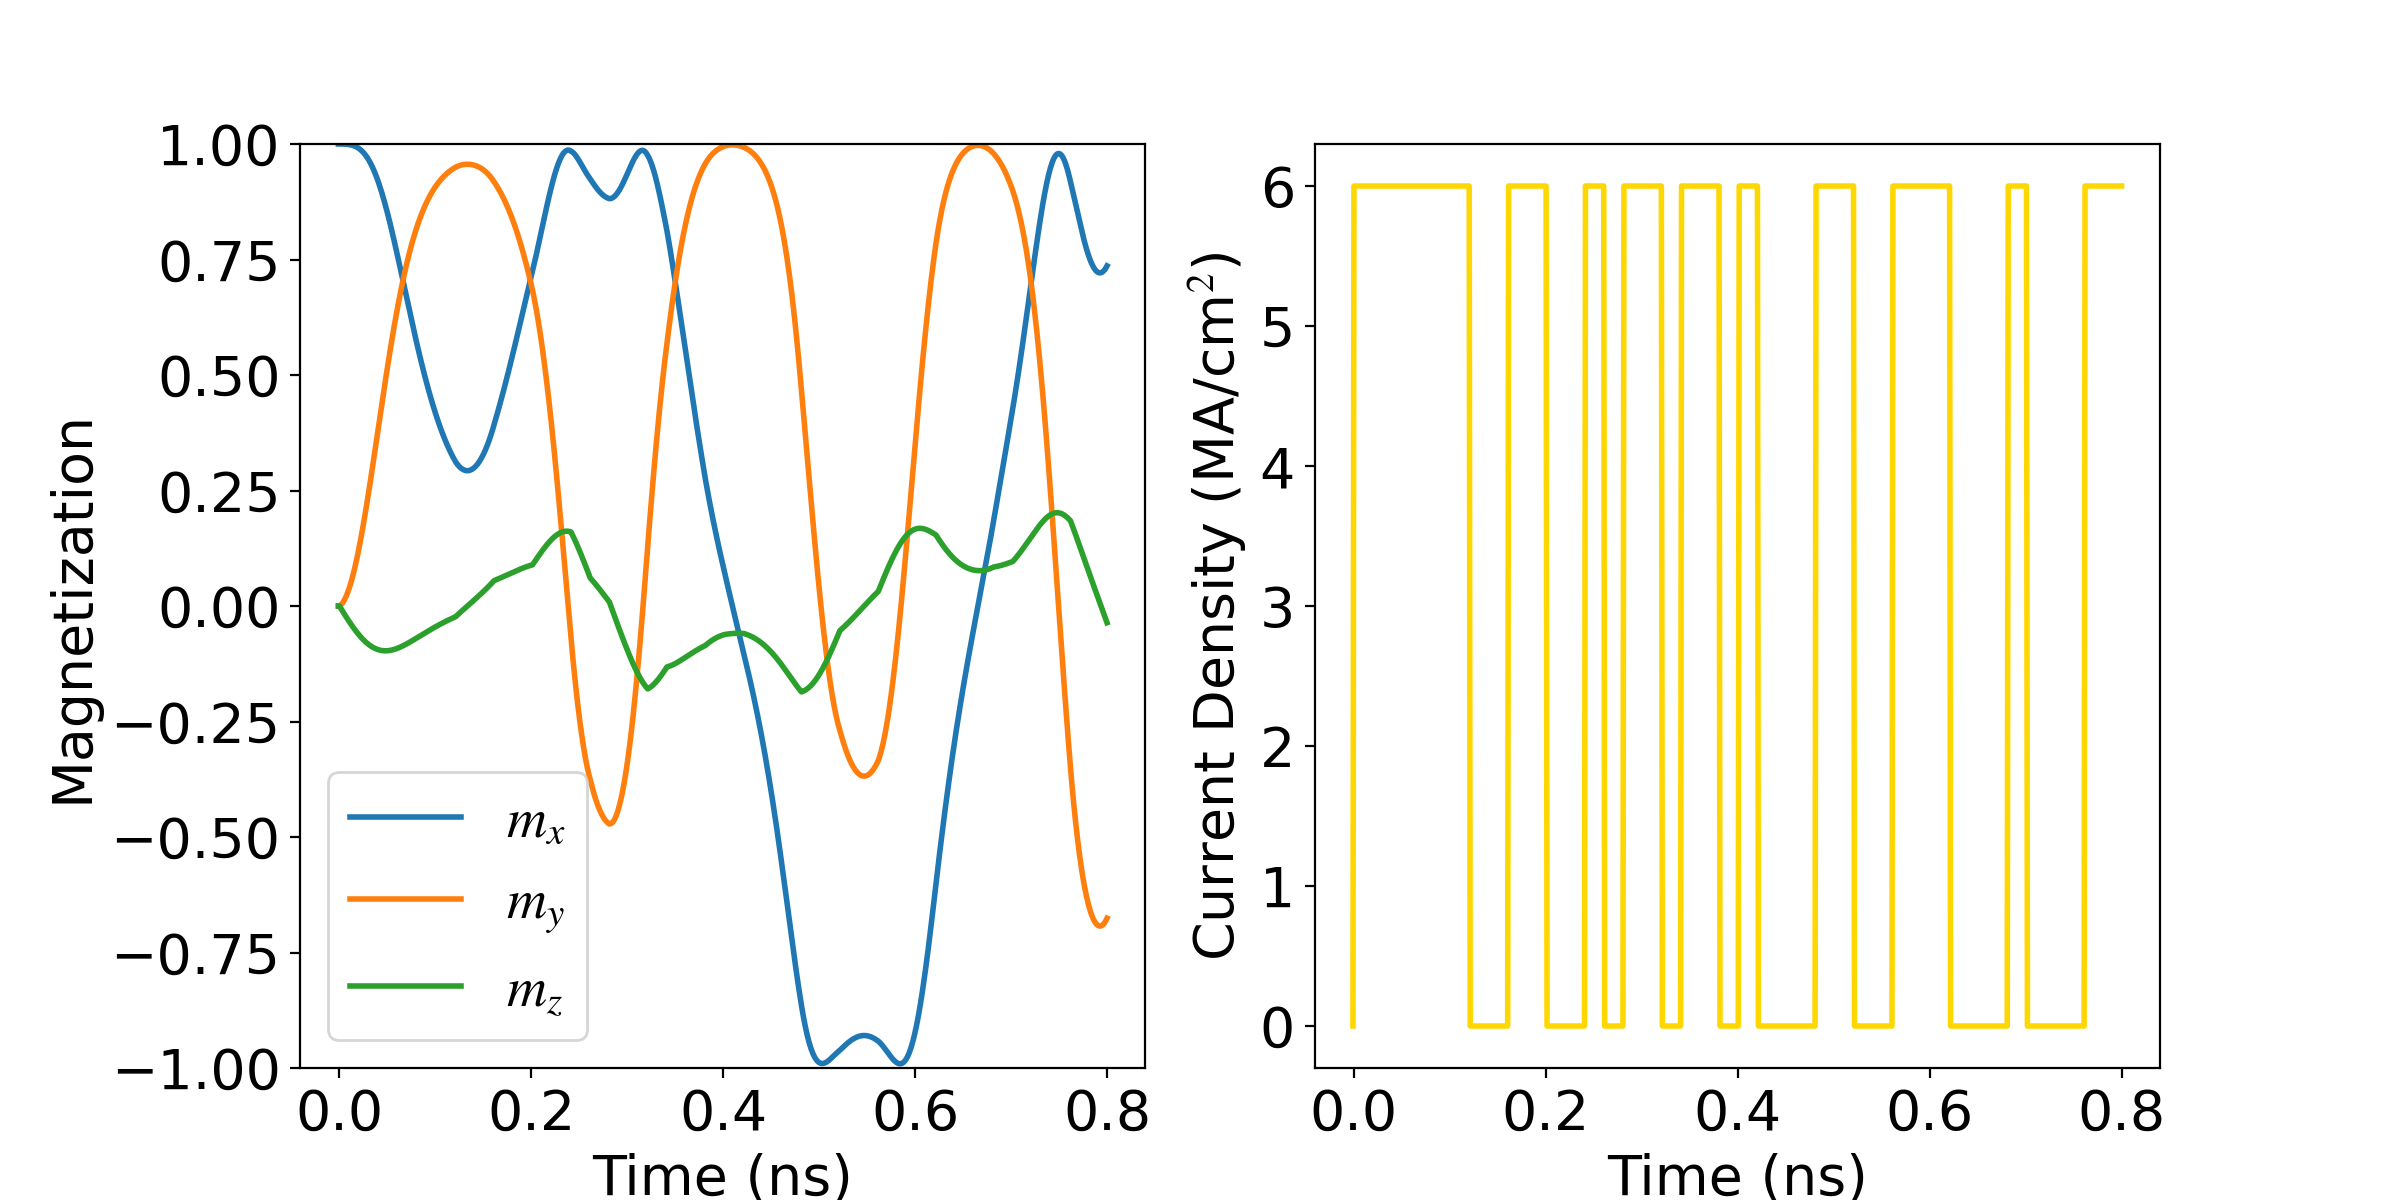 1.00
0.75
0.50
0.25
0.00
−0.25
−0.50
−0.75
−1.00
Magnetization
m_x
m_y
m_z
0.0 0.2 0.4 0.6 0.8
Time (ns)
6
5
4
3
2
1
0
Current Density (MA/cm²)
0.0 0.2 0.4 0.6 0.8
Time (ns)